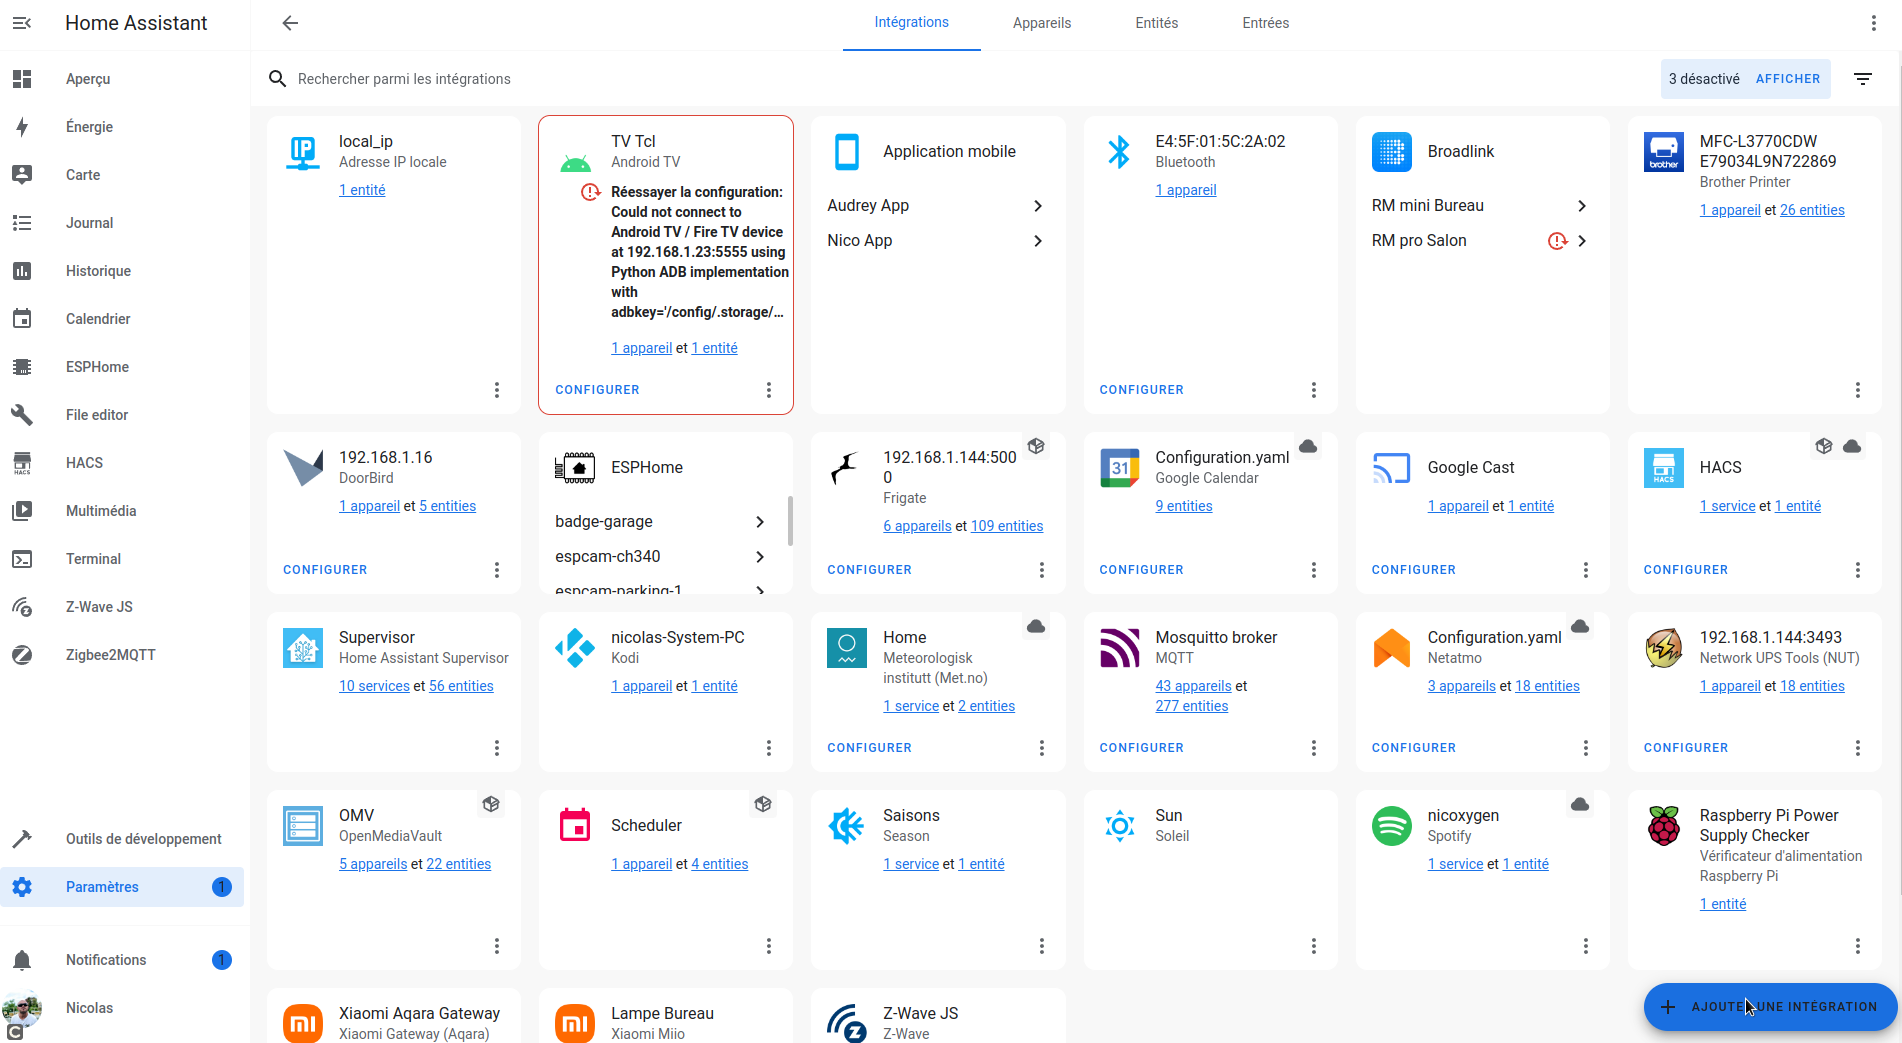 Home Assistant
Intégrations
Appareils
Entités
Entrées
Rechercher parmi les intégrations
3 désactivé
AFFICHER
Aperçu
Énergie
Carte
Journal
Historique
Calendrier
ESPHome
File editor
HACS
HACS
Multimédia
Terminal
Z-Wave JS
Zigbee2MQTT
Outils de développement
Paramètres
1
Notifications
1
Nicolas
IP
local_ip
Adresse IP locale
1 entité
TV Tcl
Android TV
Réessayer la configuration:
Could not connect to
Android TV / Fire TV device
at 192.168.1.23:5555 using
Python ADB implementation
with
adbkey='/config/.storage/...
1 appareil et 1 entité
CONFIGURER
Application mobile
Audrey App
Nico App
E4:5F:01:5C:2A:02
Bluetooth
1 appareil
CONFIGURER
Broadlink
RM mini Bureau
RM pro Salon
brother
MFC-L3770CDW
E79034L9N722869
Brother Printer
1 appareil et 26 entities
192.168.1.16
DoorBird
1 appareil et 5 entities
CONFIGURER
ESPHome
badge-garage
espcam-ch340
espcam-parking-1
192.168.1.144:500
0
Frigate
6 appareils et 109 entities
CONFIGURER
31
Configuration.yaml
Google Calendar
9 entities
CONFIGURER
Google Cast
1 appareil et 1 entité
CONFIGURER
HACS
HACS
1 service et 1 entité
CONFIGURER
Supervisor
Home Assistant Supervisor
10 services et 56 entities
nicolas-System-PC
Kodi
1 appareil et 1 entité
Home
Meteorologisk
institutt (Met.no)
1 service et 2 entities
CONFIGURER
Mosquitto broker
MQTT
43 appareils et
277 entities
CONFIGURER
Configuration.yaml
Netatmo
3 appareils et 18 entities
CONFIGURER
192.168.1.144:3493
Network UPS Tools (NUT)
1 appareil et 18 entities
CONFIGURER
OMV
OpenMediaVault
5 appareils et 22 entities
Scheduler
1 appareil et 4 entities
Saisons
Season
1 service et 1 entité
Sun
Soleil
nicoxygen
Spotify
1 service et 1 entité
Raspberry Pi Power
Supply Checker
Vérificateur d'alimentation
Raspberry Pi
1 entité
Xiaomi Aqara Gateway
Xiaomi Gateway (Aqara)
Lampe Bureau
Xiaomi Miio
Z-Wave JS
Z-Wave
AJOUTER UNE INTÉGRATION